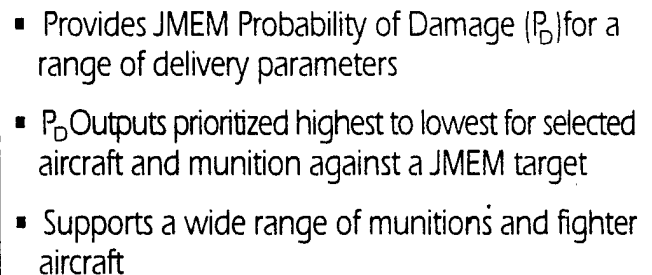 ▪ Provides JMEM Probability of Damage (PD)for a
range of delivery parameters
▪ PDOutputs prioritized highest to lowest for selected
aircraft and munition against a JMEM target
▪ Supports a wide range of munitions and fighter
aircraft